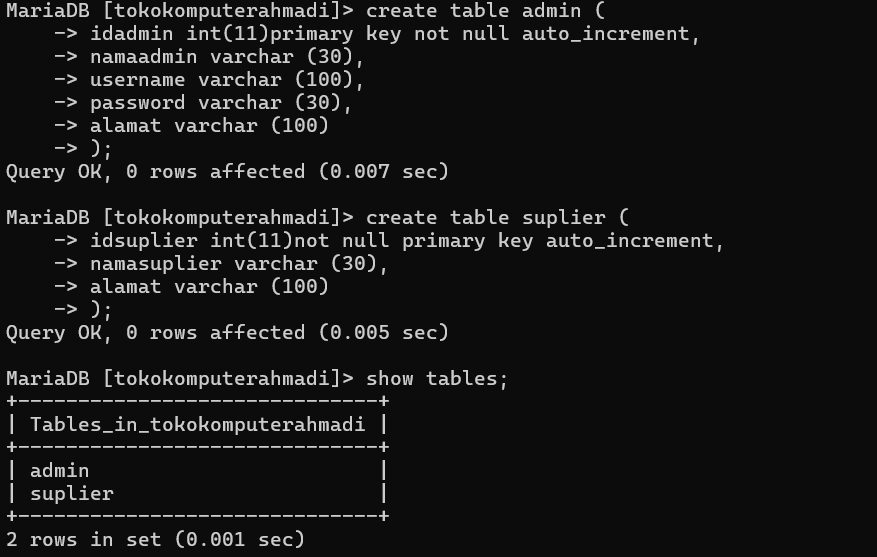 MariaDB [tokokomputerahmadi]> create table admin (
    -> idadmin int(11)primary key not null auto_increment,
    -> namaadmin varchar (30),
    -> username varchar (100),
    -> password varchar (30),
    -> alamat varchar (100)
    -> );
Query OK, 0 rows affected (0.007 sec)

MariaDB [tokokomputerahmadi]> create table suplier (
    -> idsuplier int(11)not null primary key auto_increment,
    -> namasuplier varchar (30),
    -> alamat varchar (100)
    -> );
Query OK, 0 rows affected (0.005 sec)

MariaDB [tokokomputerahmadi]> show tables;
+------------------------------+
| Tables_in_tokokomputerahmadi |
+------------------------------+
| admin                        |
| suplier                      |
+------------------------------+
2 rows in set (0.001 sec)